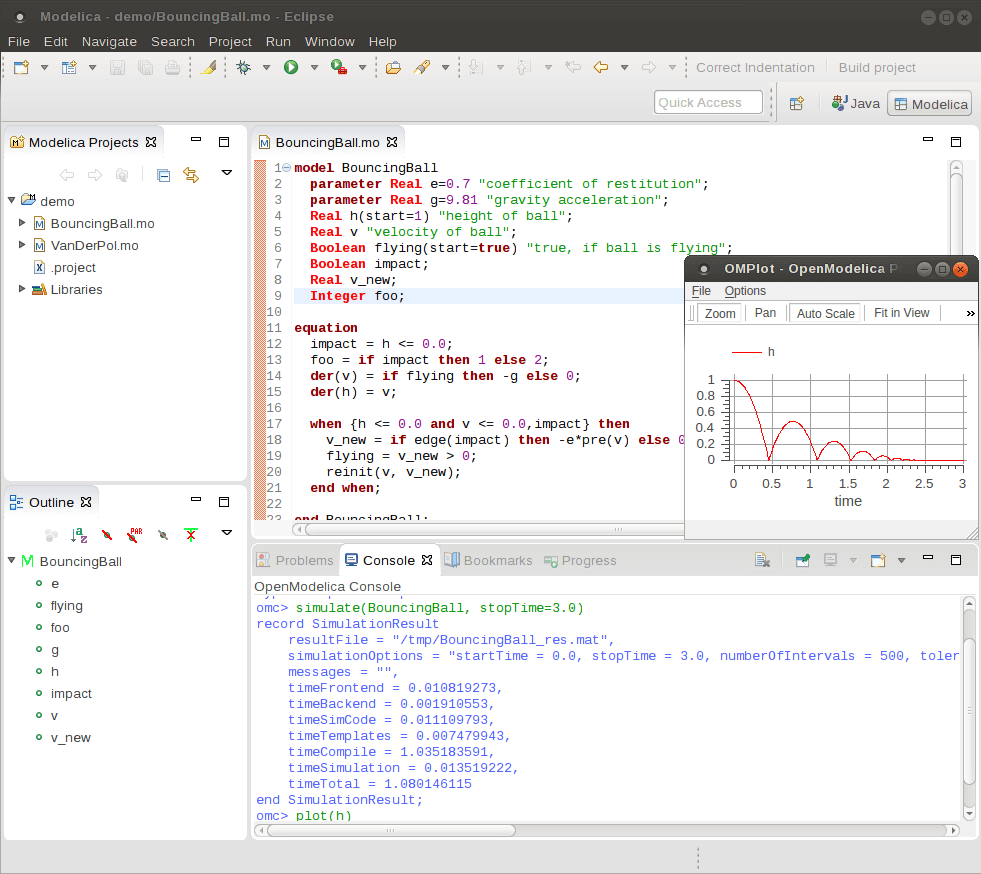 Modelica - demo/BouncingBall.mo - Eclipse
File Edit Navigate Search Project Run Window Help
Correct Indentation Build project
Quick Access Java Modelica
Modelica Projects
demo
BouncingBall.mo
VanDerPol.mo
.project
Libraries
BouncingBall.mo
1 model BouncingBall
2 parameter Real e=0.7 "coefficient of restitution";
3 parameter Real g=9.81 "gravity acceleration";
4 Real h(start=1) "height of ball";
5 Real v "velocity of ball";
6 Boolean flying(start=true) "true, if ball is flying";
7 Boolean impact;
8 Real v_new;
9 Integer foo;
10
11 equation
12 impact = h <= 0.0;
13 foo = if impact then 1 else 2;
14 der(v) = if flying then -g else 0;
15 der(h) = v;
16
17 when {h <= 0.0 and v <= 0.0,impact} then
18 v_new = if edge(impact) then -e*pre(v) else 0
19 flying = v_new > 0;
20 reinit(v, v_new);
21 end when;
22
23 end BouncingBall;
OMPlot - OpenModelica
File Options
Zoom Pan Auto Scale Fit in View »
h
1
0.8
0.6
0.4
0.2
0
0 0.5 1 1.5 2 2.5 3
time
Outline
a z
PAR
BouncingBall
e
flying
foo
g
h
impact
v
v_new
Problems Console Bookmarks Progress
OpenModelica Console
omc> simulate(BouncingBall, stopTime=3.0)
record SimulationResult
resultFile = "/tmp/BouncingBall_res.mat",
simulationOptions = "startTime = 0.0, stopTime = 3.0, numberOfIntervals = 500, toler
messages = "",
timeFrontend = 0.010819273,
timeBackend = 0.001910553,
timeSimCode = 0.011109793,
timeTemplates = 0.007479943,
timeCompile = 1.035183591,
timeSimulation = 0.013519222,
timeTotal = 1.080146115
end SimulationResult;
omc> plot(h)